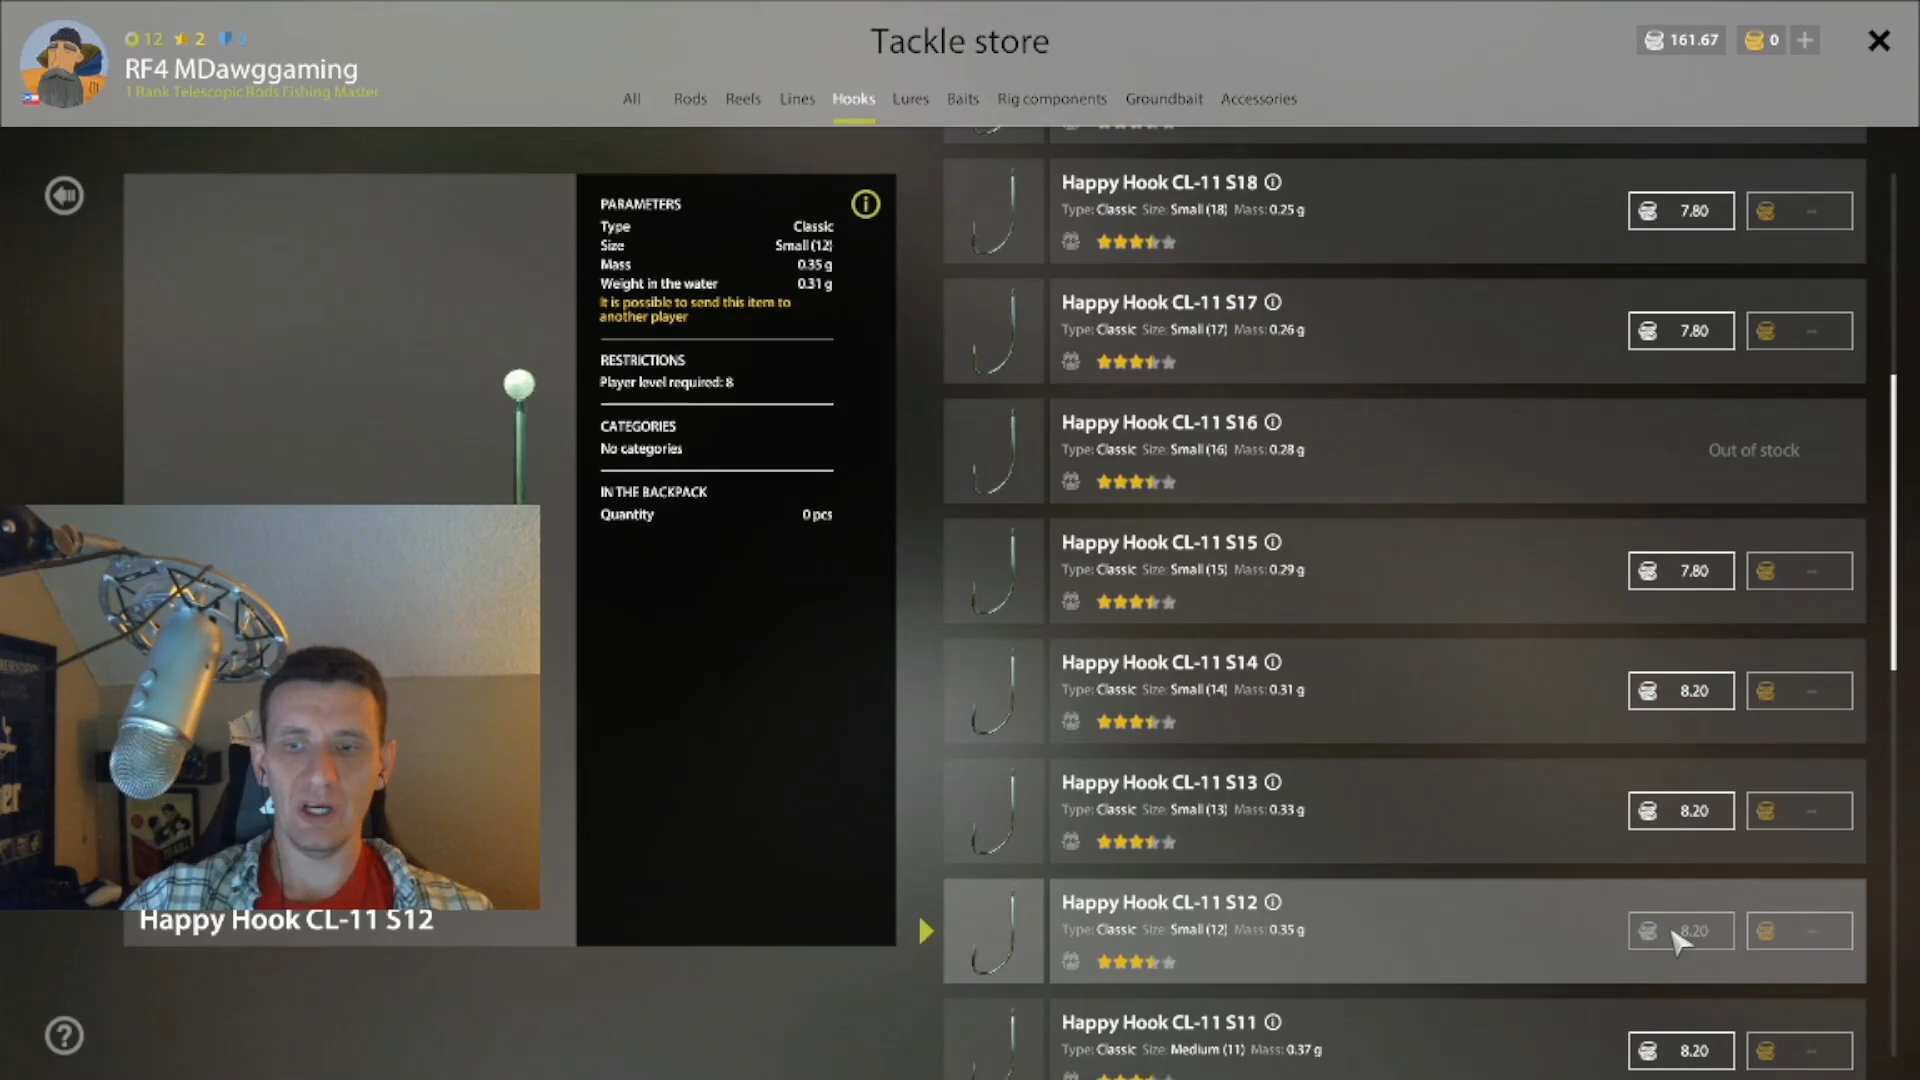 12 2 0
RF4 MDawggaming
1 Rank Telescopic Rods Fishing Master
Tackle store
161.67 0
All Rods Reels Lines Hooks Lures Baits Rig components Groundbait Accessories
PARAMETERS
Type Classic
Size Small (12)
Mass 0.35 g
Weight in the water 0.31 g
It is possible to send this item to
another player
RESTRICTIONS
Player level required: 8
CATEGORIES
No categories
IN THE BACKPACK
Quantity 0 pcs
Happy Hook CL-11 S12
Happy Hook CL-11 S18
Type: Classic Size: Small (18) Mass: 0.25 g
7.80 --
Happy Hook CL-11 S17
Type: Classic Size: Small (17) Mass: 0.26 g
7.80 --
Happy Hook CL-11 S16
Type: Classic Size: Small (16) Mass: 0.28 g
Out of stock
Happy Hook CL-11 S15
Type: Classic Size: Small (15) Mass: 0.29 g
7.80 --
Happy Hook CL-11 S14
Type: Classic Size: Small (14) Mass: 0.31 g
8.20 --
Happy Hook CL-11 S13
Type: Classic Size: Small (13) Mass: 0.33 g
8.20 --
Happy Hook CL-11 S12
Type: Classic Size: Small (12) Mass: 0.35 g
8.20 --
Happy Hook CL-11 S11
Type: Classic Size: Medium (11) Mass: 0.37 g
8.20 --
?